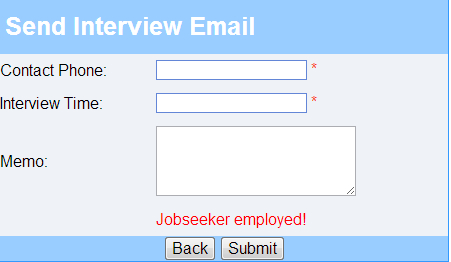 Send Interview Email
Contact Phone: *
Interview Time: *
Memo:
Jobseeker employed!
Back Submit